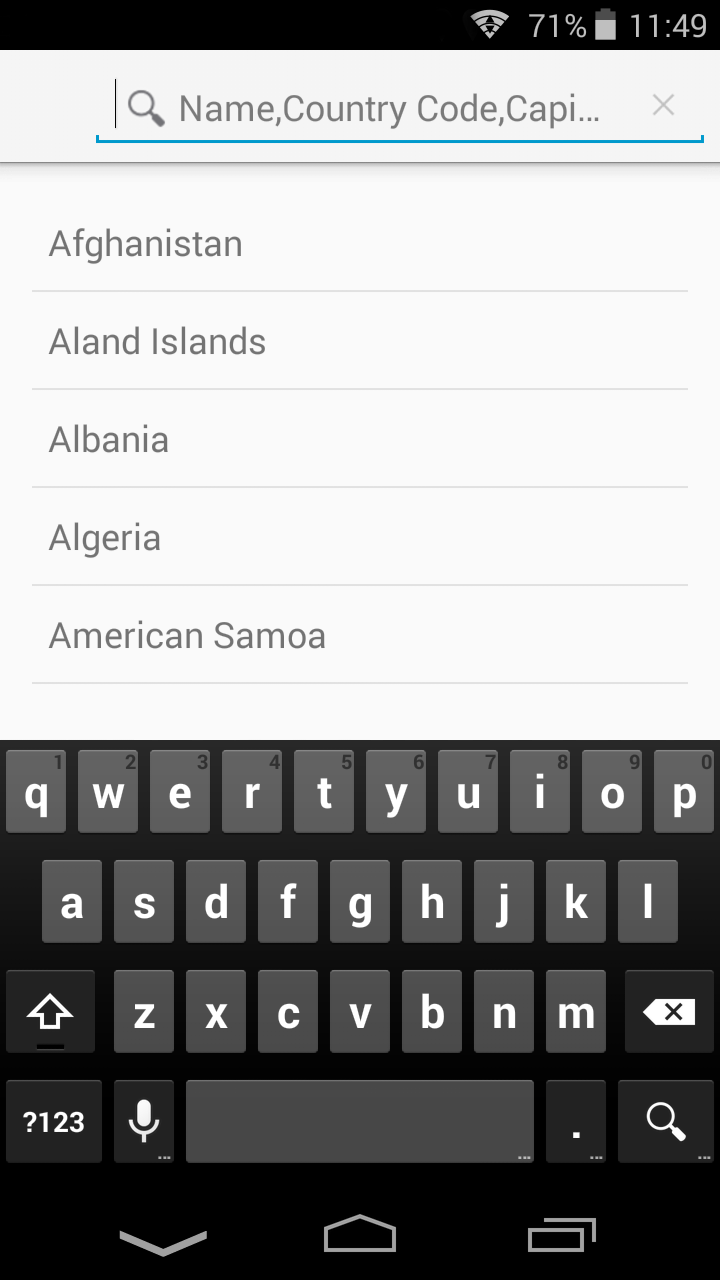 71% 11:49
Name,Country Code,Capi...
Afghanistan
Aland Islands
Albania
Algeria
American Samoa
1 2 3 4 5 6 7 8 9 0
q w e r t y u i o p
a s d f g h j k l
z x c v b n m
?123 ... ... . ... ...